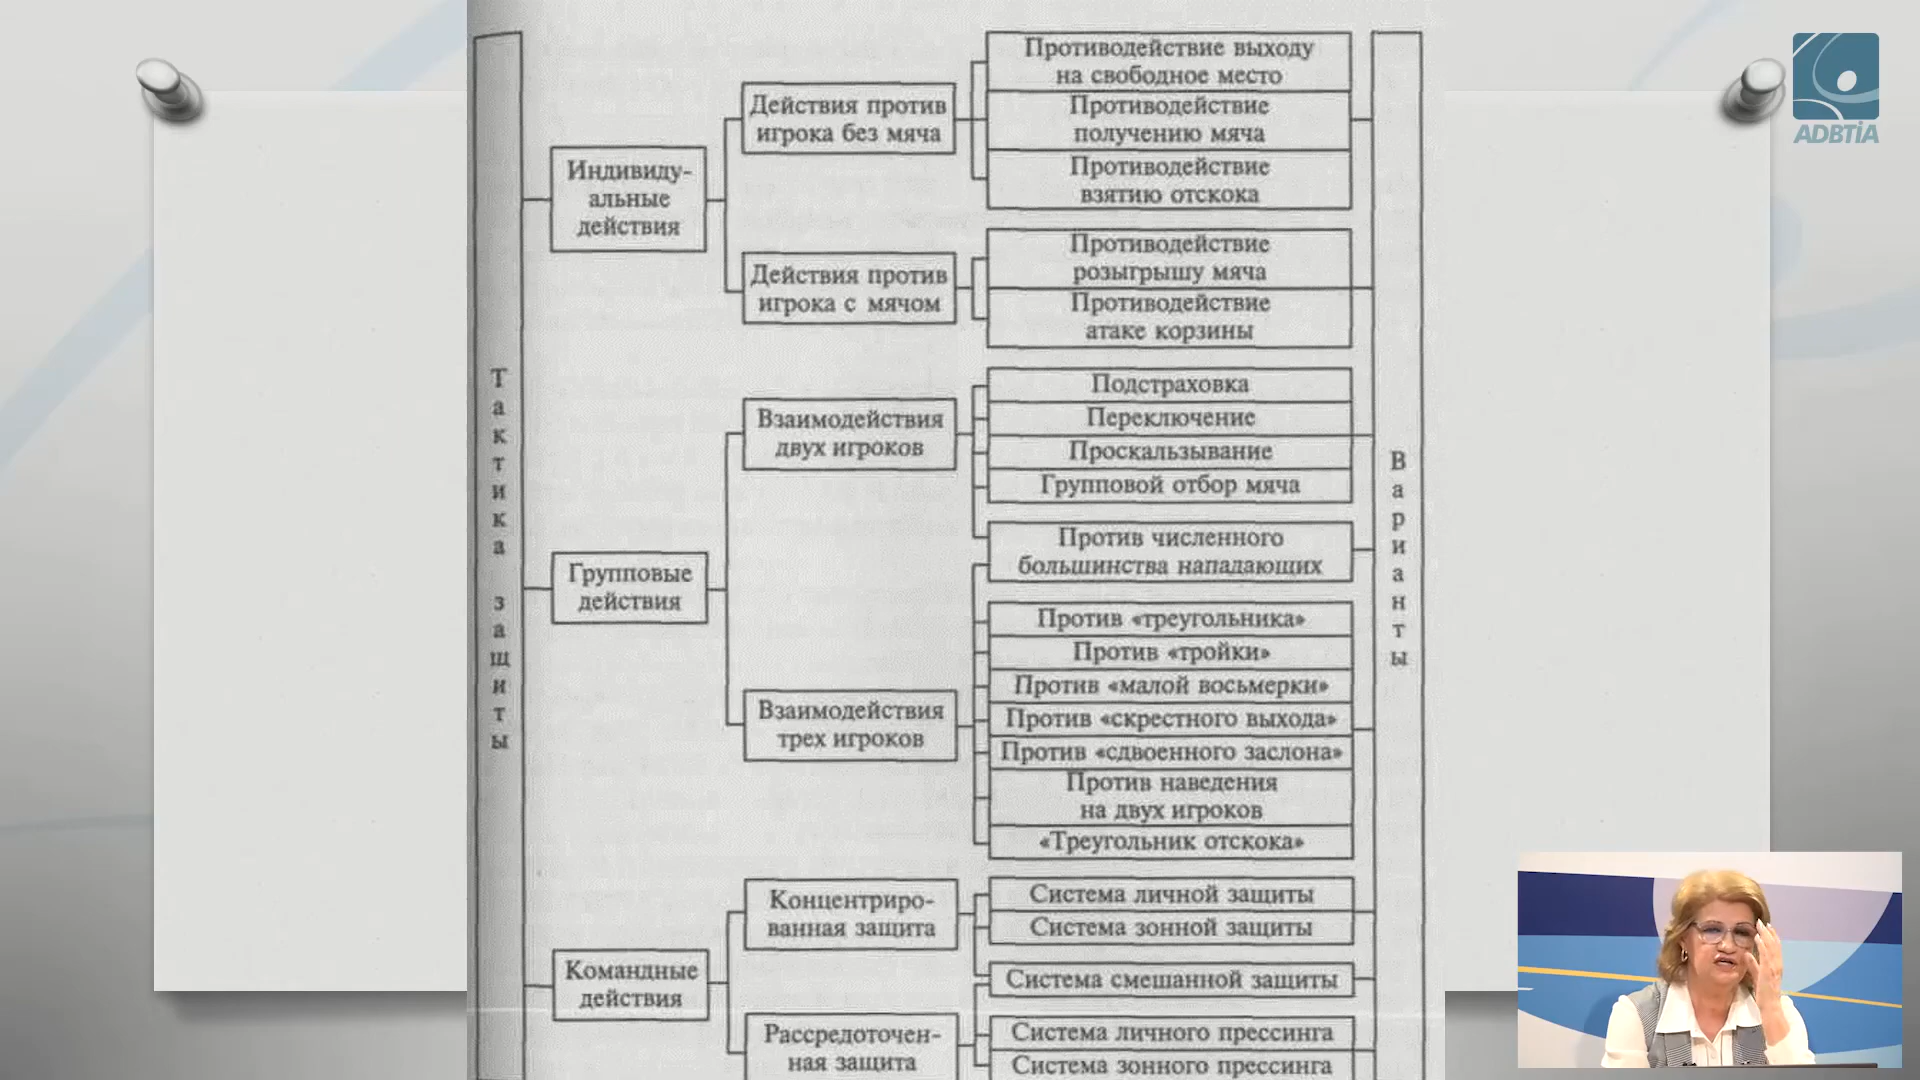 Тактика защиты
Индивиду-
альные
действия
Действия против
игрока без мяча
Противодействие выходу
на свободное место
Противодействие
получению мяча
Противодействие
взятию отскока
Действия против
игрока с мячом
Противодействие
розыгрышу мяча
Противодействие
атаке корзины
Групповые
действия
Взаимодействия
двух игроков
Подстраховка
Переключение
Проскальзывание
Групповой отбор мяча
Против численного
большинства нападающих
Взаимодействия
трех игроков
Против «треугольника»
Против «тройки»
Против «малой восьмерки»
Против «скрестного выхода»
Против «сдвоенного заслона»
Против наведения
на двух игроков
«Треугольник отскока»
Командные
действия
Концентриро-
ванная защита
Система личной защиты
Система зонной защиты
Система смешанной защиты
Рассредоточен-
ная защита
Система личного прессинга
Система зонного прессинга
Варианты
ADBTİA